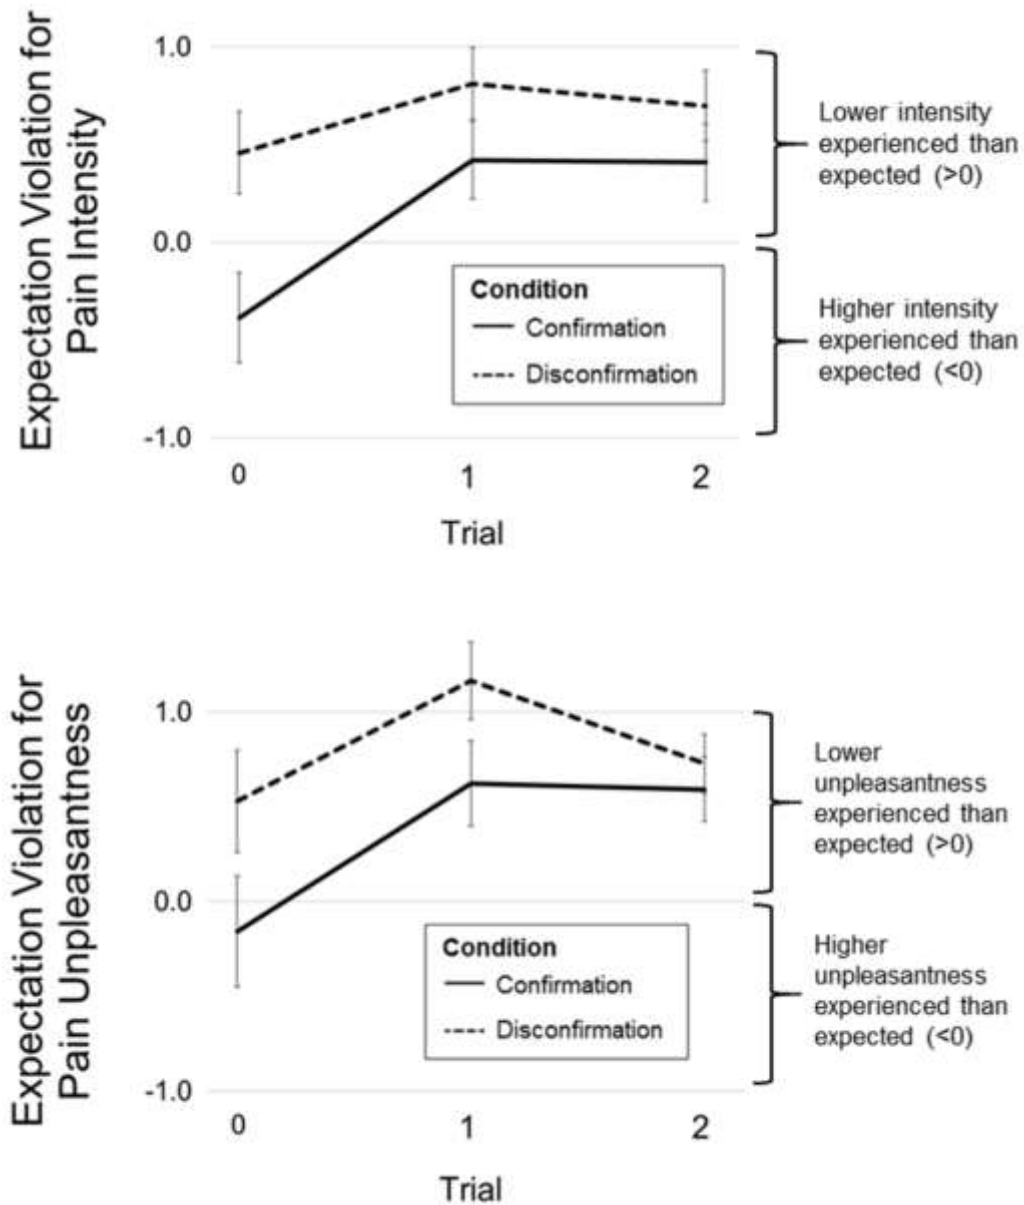 Expectation Violation for
Pain Intensity
1.0
0.0
-1.0
Lower intensity
experienced than
expected (>0)
Condition
Confirmation
Disconfirmation
Higher intensity
experienced than
expected (<0)
0
1
2
Trial
Expectation Violation for
Pain Unpleasantness
1.0
0.0
-1.0
Lower
unpleasantness
experienced than
expected (>0)
Condition
Confirmation
Disconfirmation
Higher
unpleasantness
experienced than
expected (<0)
0
1
2
Trial